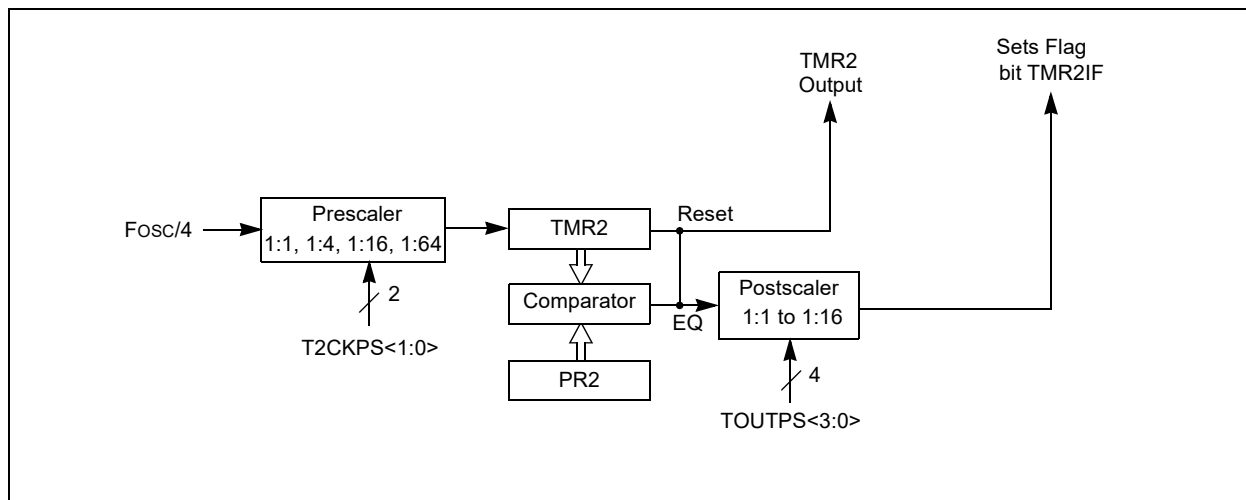 TMR2
Output
Sets Flag
bit TMR2IF
FOSC/4
Prescaler
1:1, 1:4, 1:16, 1:64
2
T2CKPS<1:0>
TMR2
Reset
Comparator
EQ
PR2
Postscaler
1:1 to 1:16
4
TOUTPS<3:0>